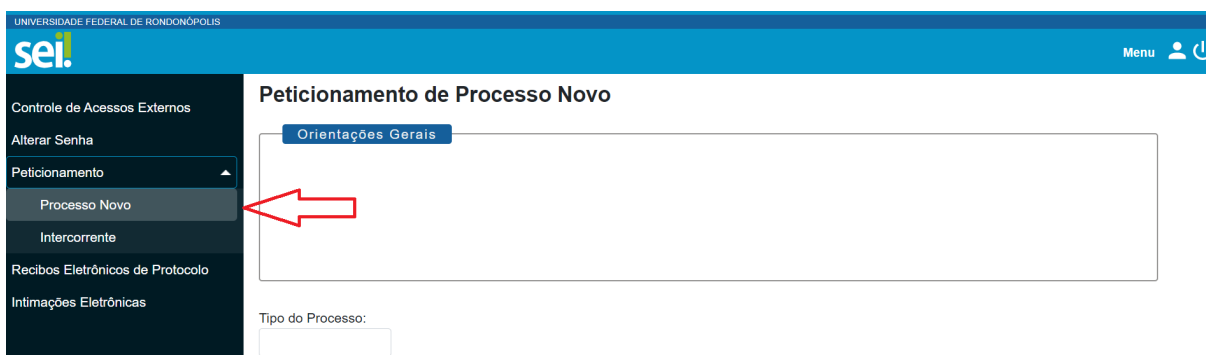 UNIVERSIDADE FEDERAL DE RONDONÓPOLIS
sei!
Menu
Controle de Acessos Externos
Alterar Senha
Peticionamento
Processo Novo
Intercorrente
Recibos Eletrônicos de Protocolo
Intimações Eletrônicas
Peticionamento de Processo Novo
Orientações Gerais
Tipo do Processo: